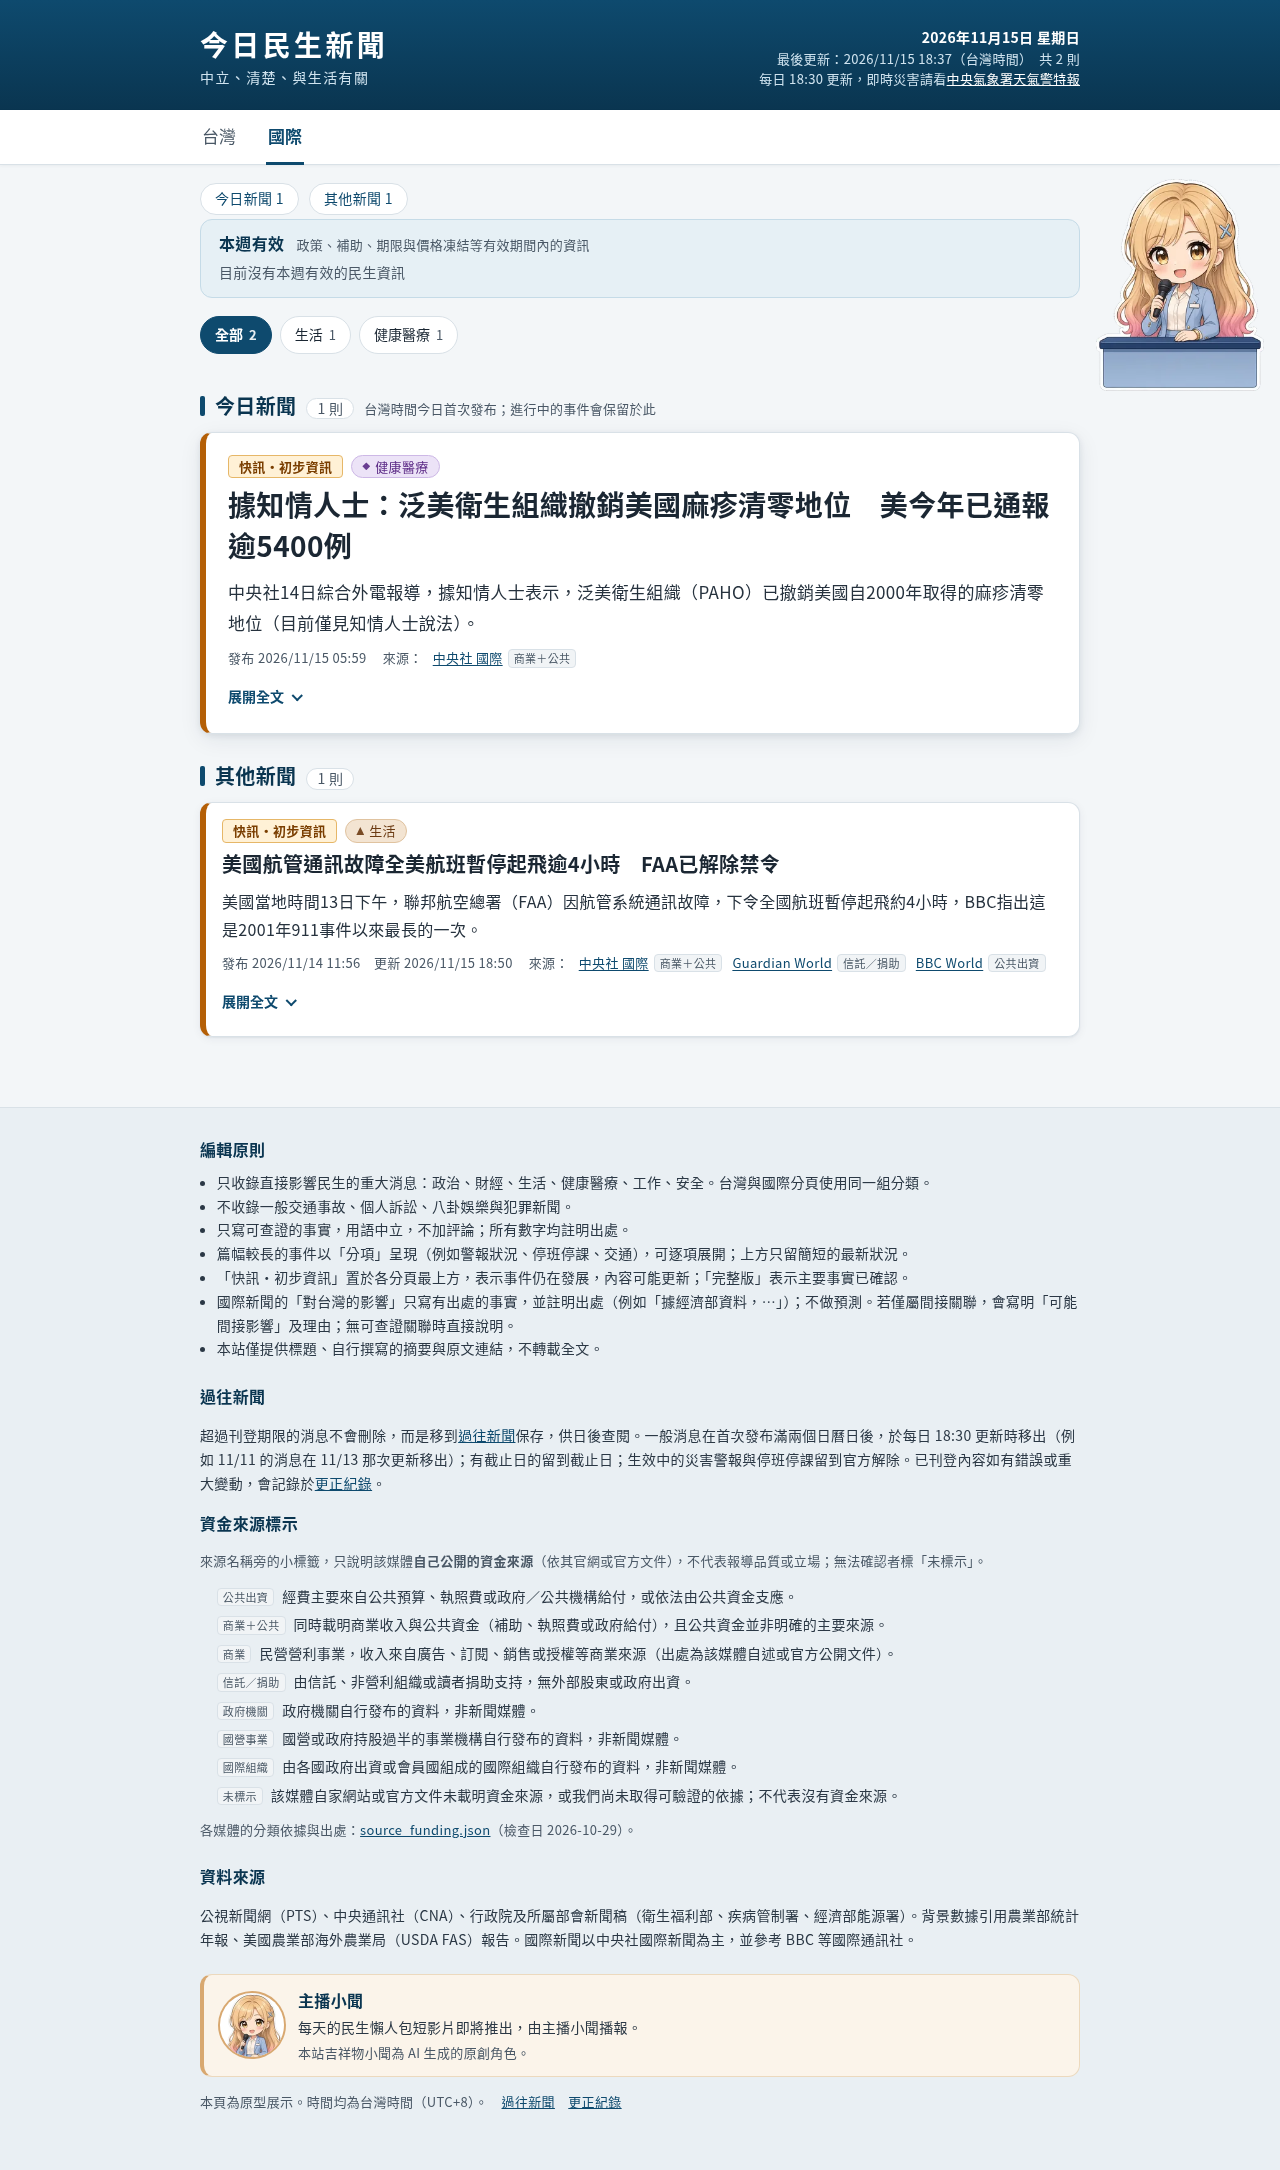 今日民生新聞
中立、清楚、與生活有關
2026年11月15日 星期日
最後更新：2026/11/15 18:37（台灣時間） 共 2 則
每日 18:30 更新，即時災害請看中央氣象署天氣警特報
台灣 國際
今日新聞 1 其他新聞 1
本週有效 政策、補助、期限與價格凍結等有效期間內的資訊
目前沒有本週有效的民生資訊
全部 2 生活 1 健康醫療 1
今日新聞 1 則 台灣時間今日首次發布；進行中的事件會保留於此
快訊・初步資訊 ◆ 健康醫療
據知情人士：泛美衛生組織撤銷美國麻疹清零地位　美今年已通報
逾5400例
中央社14日綜合外電報導，據知情人士表示，泛美衛生組織（PAHO）已撤銷美國自2000年取得的麻疹清零
地位（目前僅見知情人士說法）。
發布 2026/11/15 05:59 來源： 中央社 國際 商業＋公共
展開全文
其他新聞 1 則
快訊・初步資訊 ▲ 生活
美國航管通訊故障全美航班暫停起飛逾4小時　FAA已解除禁令
美國當地時間13日下午，聯邦航空總署（FAA）因航管系統通訊故障，下令全國航班暫停起飛約4小時，BBC指出這
是2001年911事件以來最長的一次。
發布 2026/11/14 11:56 更新 2026/11/15 18:50 來源： 中央社 國際 商業＋公共 Guardian World 信託／捐助 BBC World 公共出資
展開全文
編輯原則
• 只收錄直接影響民生的重大消息：政治、財經、生活、健康醫療、工作、安全。台灣與國際分頁使用同一組分類。
• 不收錄一般交通事故、個人訴訟、八卦娛樂與犯罪新聞。
• 只寫可查證的事實，用語中立，不加評論；所有數字均註明出處。
• 篇幅較長的事件以「分項」呈現（例如警報狀況、停班停課、交通），可逐項展開；上方只留簡短的最新狀況。
• 「快訊・初步資訊」置於各分頁最上方，表示事件仍在發展，內容可能更新；「完整版」表示主要事實已確認。
• 國際新聞的「對台灣的影響」只寫有出處的事實，並註明出處（例如「據經濟部資料，…」）；不做預測。若僅屬間接關聯，會寫明「可能
間接影響」及理由；無可查證關聯時直接說明。
• 本站僅提供標題、自行撰寫的摘要與原文連結，不轉載全文。
過往新聞
超過刊登期限的消息不會刪除，而是移到過往新聞保存，供日後查閱。一般消息在首次發布滿兩個日曆日後，於每日 18:30 更新時移出（例
如 11/11 的消息在 11/13 那次更新移出）；有截止日的留到截止日；生效中的災害警報與停班停課留到官方解除。已刊登內容如有錯誤或重
大變動，會記錄於更正紀錄。
資金來源標示
來源名稱旁的小標籤，只說明該媒體自己公開的資金來源（依其官網或官方文件），不代表報導品質或立場；無法確認者標「未標示」。
公共出資 經費主要來自公共預算、執照費或政府／公共機構給付，或依法由公共資金支應。
商業＋公共 同時載明商業收入與公共資金（補助、執照費或政府給付），且公共資金並非明確的主要來源。
商業 民營營利事業，收入來自廣告、訂閱、銷售或授權等商業來源（出處為該媒體自述或官方公開文件）。
信託／捐助 由信託、非營利組織或讀者捐助支持，無外部股東或政府出資。
政府機關 政府機關自行發布的資料，非新聞媒體。
國營事業 國營或政府持股過半的事業機構自行發布的資料，非新聞媒體。
國際組織 由各國政府出資或會員國組成的國際組織自行發布的資料，非新聞媒體。
未標示 該媒體自家網站或官方文件未載明資金來源，或我們尚未取得可驗證的依據；不代表沒有資金來源。
各媒體的分類依據與出處：source_funding.json（檢查日 2026-10-29）。
資料來源
公視新聞網（PTS）、中央通訊社（CNA）、行政院及所屬部會新聞稿（衛生福利部、疾病管制署、經濟部能源署）。背景數據引用農業部統計
年報、美國農業部海外農業局（USDA FAS）報告。國際新聞以中央社國際新聞為主，並參考 BBC 等國際通訊社。
主播小聞
每天的民生懶人包短影片即將推出，由主播小聞播報。
本站吉祥物小聞為 AI 生成的原創角色。
本頁為原型展示。時間均為台灣時間（UTC+8）。 過往新聞 更正紀錄